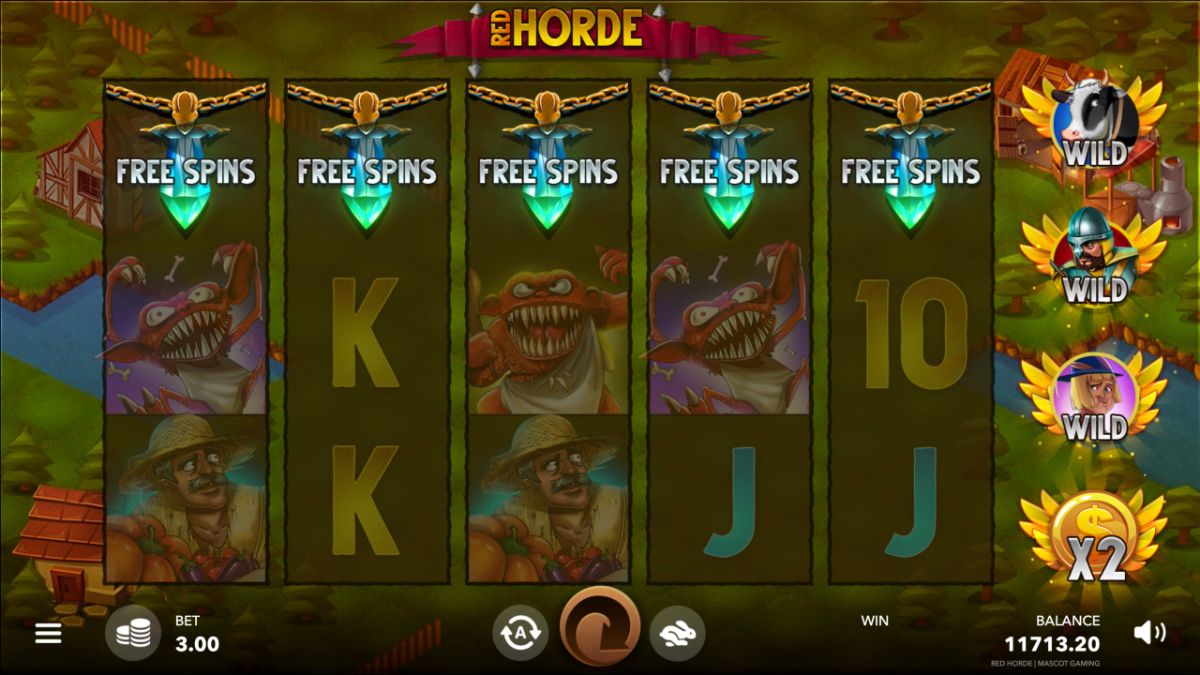 RED HORDE
FREE SPINS FREE SPINS FREE SPINS FREE SPINS FREE SPINS
WILD
WILD
K 10
WILD
K J J
$
X2
A
BET
3.00
WIN
BALANCE
11713.20
RED HORDE | MASCOT GAMING